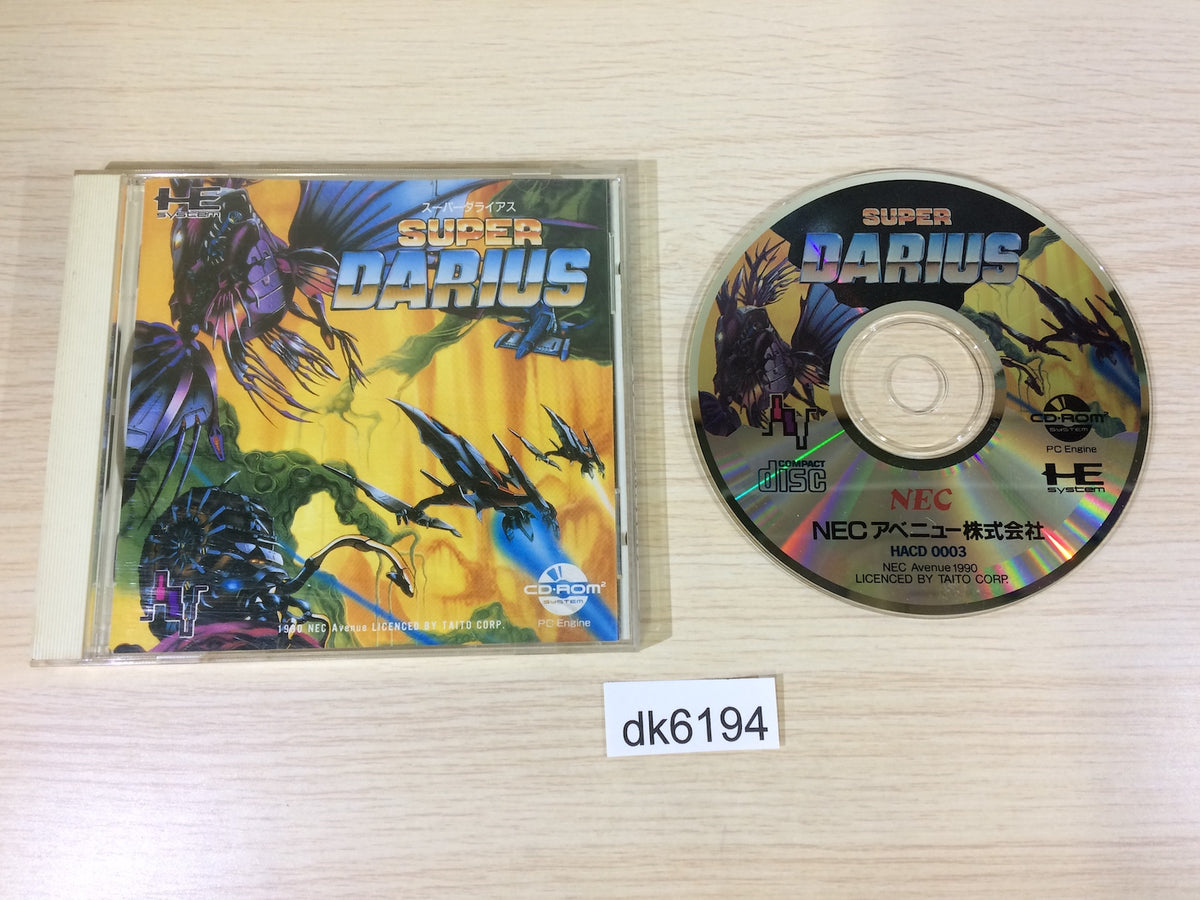 HE
system
スーパーダライアス
SUPER
DARIUS
CD-ROM²
SYSTEM
PC Engine
1990 NEC Avenue LICENCED BY TAITO CORP.
SUPER
DARIUS
CD-ROM²
SYSTEM
PC Engine
HE
system
COMPACT
disc
NEC
NECアベニュー株式会社
HACD 0003
NEC Avenue 1990
LICENCED BY TAITO CORP.
dk6194